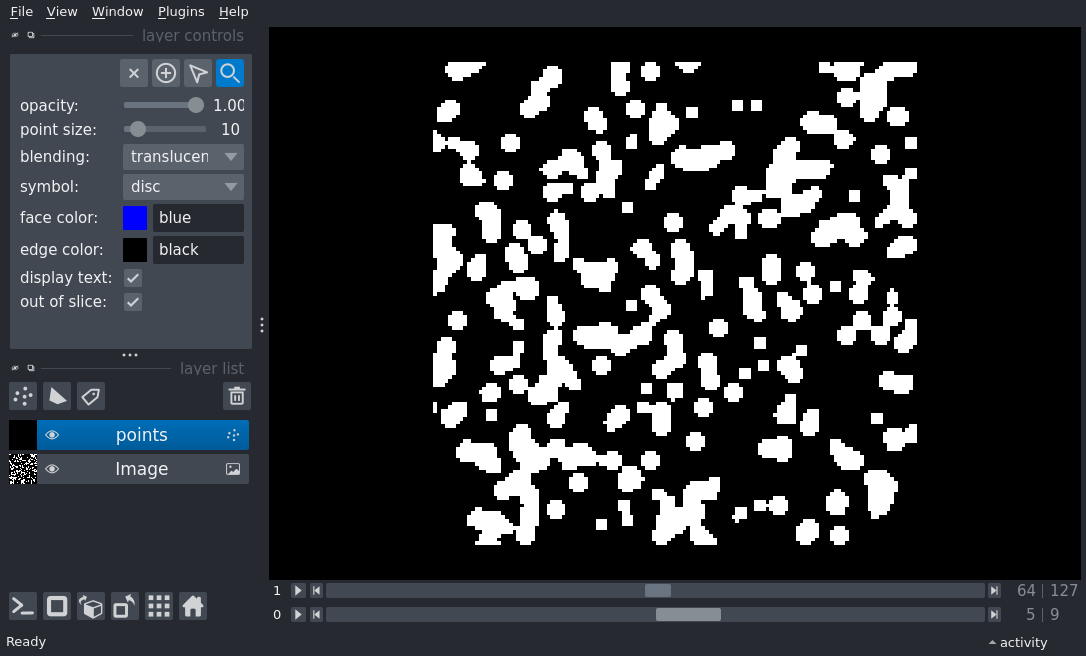 File View Window Plugins Help
layer controls
opacity: 1.00
point size: 10
blending: translucen
symbol: disc
face color: blue
edge color: black
display text:
out of slice:
layer list
points
Image
1 64 | 127
0 5 | 9
Ready activity